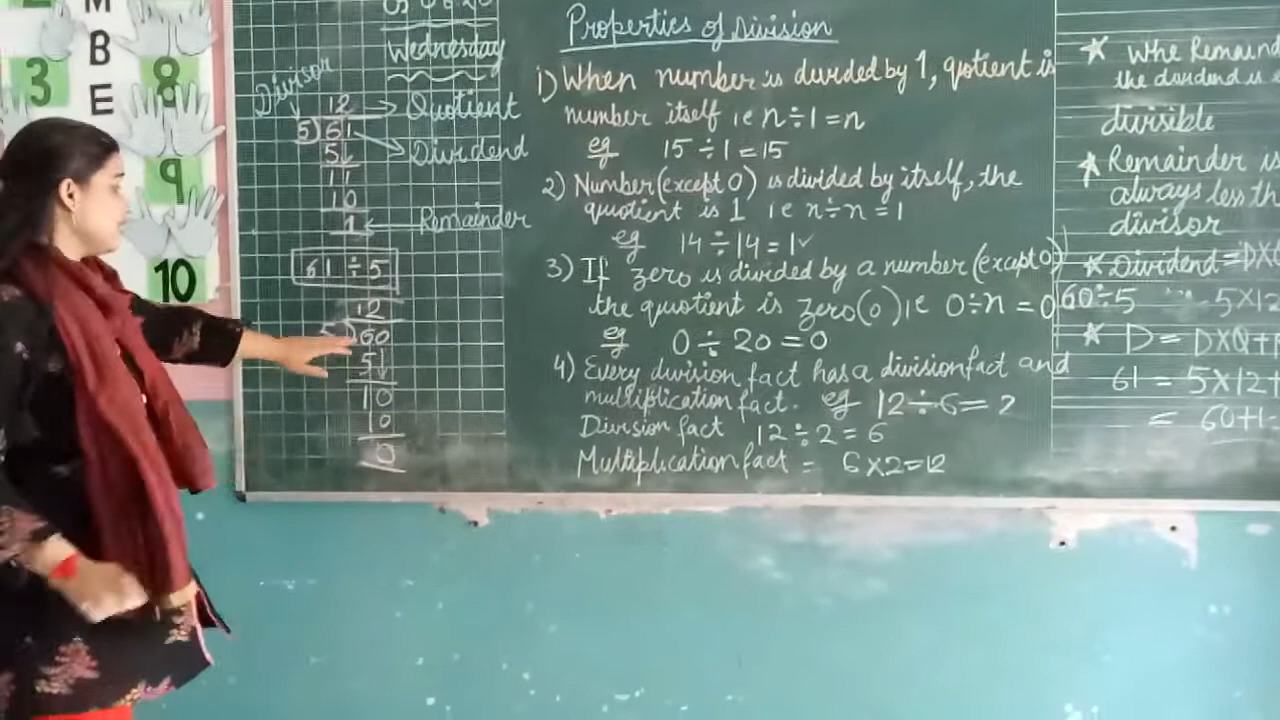 M
B
E
3
8
9
10
Wednesday
Divisor
12 → Quotient
5)61
Dividend
5
11
10
1 ← Remainder
61 ÷ 5
12
5)60
5
10
10
0
Properties of Division
1) When number is divided by 1, qotient is
number itself ie n ÷ 1 = n
eg 15 ÷ 1 = 15
2) Number (except 0) is divided by itself, the
quotient is 1 ie n ÷ n = 1
eg 14 ÷ 14 = 1
3) If zero is divided by a number (except 0)
the quotient is zero (0) ie 0 ÷ n = 0
eg 0 ÷ 20 = 0
4) Every division fact has a division fact and
multiplication fact. eg 12 ÷ 6 = 2
Division fact 12 ÷ 2 = 6
Multiplication fact = 6 x 2 = 12
Remainder is
always less
divisor
divisible
Dividend =
60 ÷ 5
5 x 12
D =
61 = 5 x 12 +
= 60 + 1